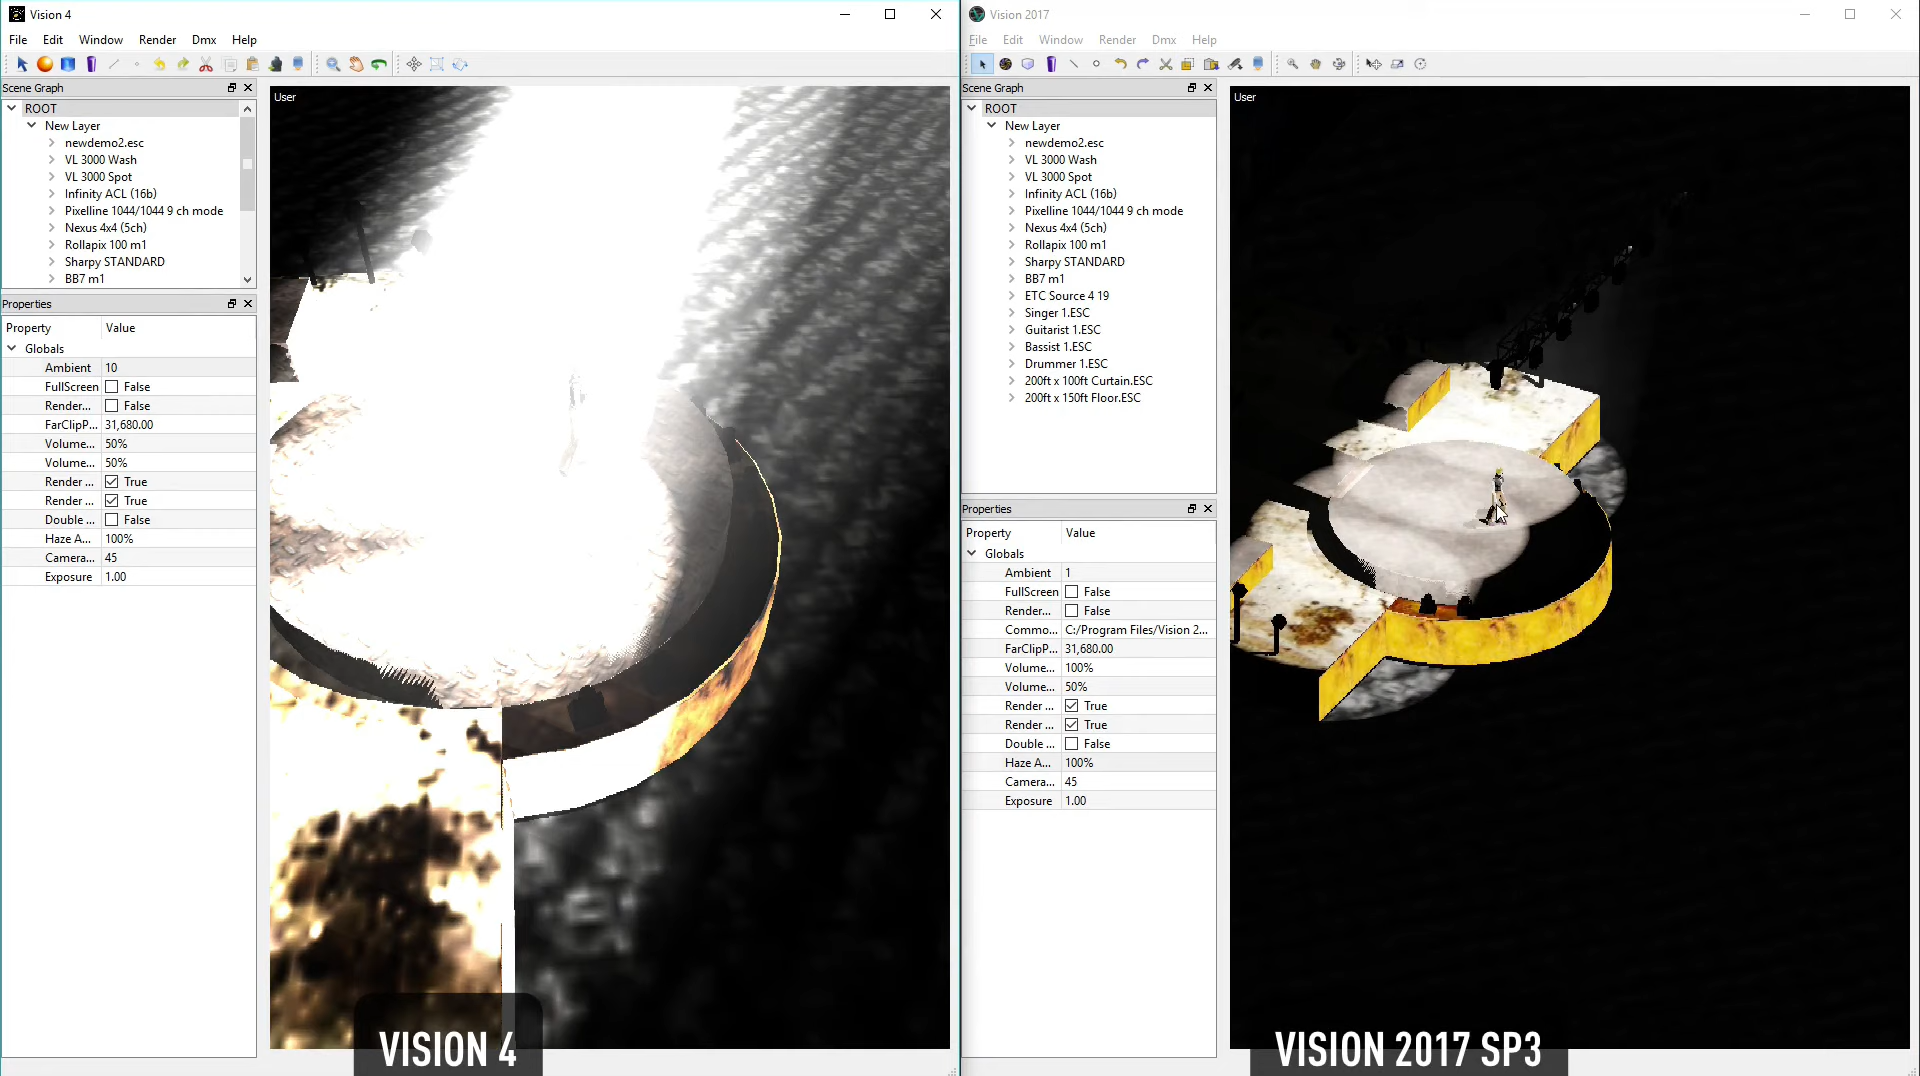 Vision 4
File Edit Window Render Dmx Help
Scene Graph
ROOT
New Layer
newdemo2.esc
VL 3000 Wash
VL 3000 Spot
Infinity ACL (16b)
Pixelline 1044/1044 9 ch mode
Nexus 4x4 (5ch)
Rollapix 100 m1
Sharpy STANDARD
BB7 m1
Properties
Property Value
Globals
Ambient 10
FullScreen False
Render... False
FarClipP... 31,680.00
Volume... 50%
Volume... 50%
Render ... True
Render ... True
Double ... False
Haze A... 100%
Camera... 45
Exposure 1.00
User
VISION 4
Vision 2017
File Edit Window Render Dmx Help
Scene Graph
ROOT
New Layer
newdemo2.esc
VL 3000 Wash
VL 3000 Spot
Infinity ACL (16b)
Pixelline 1044/1044 9 ch mode
Nexus 4x4 (5ch)
Rollapix 100 m1
Sharpy STANDARD
BB7 m1
ETC Source 4 19
Singer 1.ESC
Guitarist 1.ESC
Bassist 1.ESC
Drummer 1.ESC
200ft x 100ft Curtain.ESC
200ft x 150ft Floor.ESC
Properties
Property Value
Globals
Ambient 1
FullScreen False
Render... False
Commo... C:/Program Files/Vision 2...
FarClipP... 31,680.00
Volume... 100%
Volume... 50%
Render ... True
Render ... True
Double ... False
Haze A... 100%
Camera... 45
Exposure 1.00
User
VISION 2017 SP3